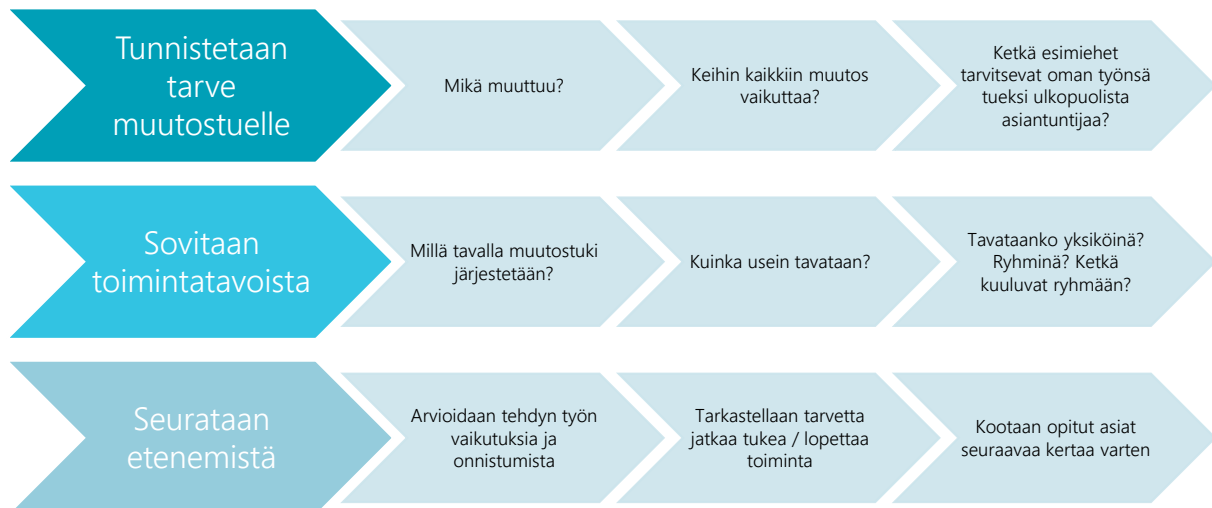 Tunnistetaan
tarve
muutostuelle
Mikä muuttuu?
Keihin kaikkiin muutos
vaikuttaa?
Ketkä esimiehet
tarvitsevat oman työnsä
tueksi ulkopuolista
asiantuntijaa?
Sovitaan
toimintatavoista
Millä tavalla muutostuki
järjestetään?
Kuinka usein tavataan?
Tavataanko yksiköinä?
Ryhminä? Ketkä
kuuluvat ryhmään?
Seurataan
etenemistä
Arvioidaan tehdyn työn
vaikutuksia ja
onnistumista
Tarkastellaan tarvetta
jatkaa tukea / lopettaa
toiminta
Kootaan opitut asiat
seuraavaa kertaa varten